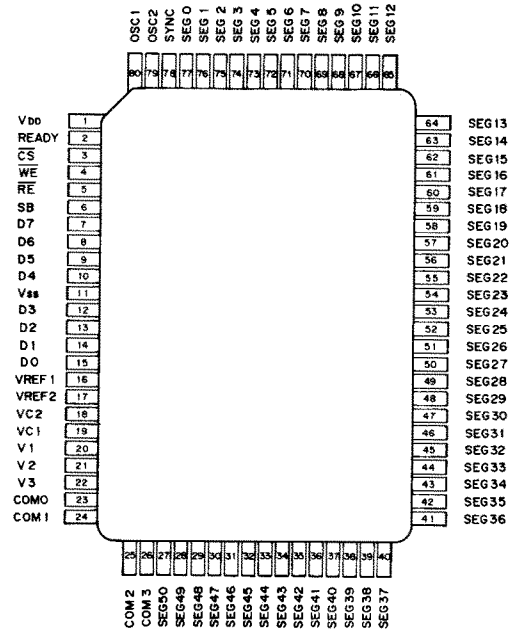 OSC1 OSC2 SYNC SEG0 SEG1 SEG2 SEG3 SEG4 SEG5 SEG6 SEG7 SEG8 SEG9 SEG10 SEG11 SEG12
80 79 78 77 76 75 74 73 72 71 70 69 68 67 66 65
VDD 1 64 SEG13
READY 2 63 SEG14
C̅S̅ 3 62 SEG15
W̅E̅ 4 61 SEG16
R̅E̅ 5 60 SEG17
SB 6 59 SEG18
D7 7 58 SEG19
D6 8 57 SEG20
D5 9 56 SEG21
D4 10 55 SEG22
Vss 11 54 SEG23
D3 12 53 SEG24
D2 13 52 SEG25
D1 14 51 SEG26
D0 15 50 SEG27
VREF1 16 49 SEG28
VREF2 17 48 SEG29
VC2 18 47 SEG30
VC1 19 46 SEG31
V1 20 45 SEG32
V2 21 44 SEG33
V3 22 43 SEG34
COM0 23 42 SEG35
COM1 24 41 SEG36
25 26 27 28 29 30 31 32 33 34 35 36 37 38 39 40
COM2 COM3 SEG50 SEG49 SEG48 SEG47 SEG46 SEG45 SEG44 SEG43 SEG42 SEG41 SEG40 SEG39 SEG38 SEG37